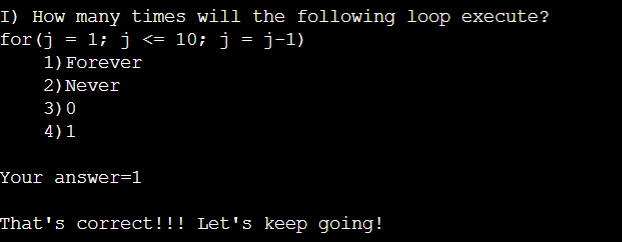 I) How many times will the following loop execute?
for(j = 1; j <= 10; j = j-1)
1)Forever
2)Never
3)0
4)1
Your answer=1
That's correct!!! Let's keep going!